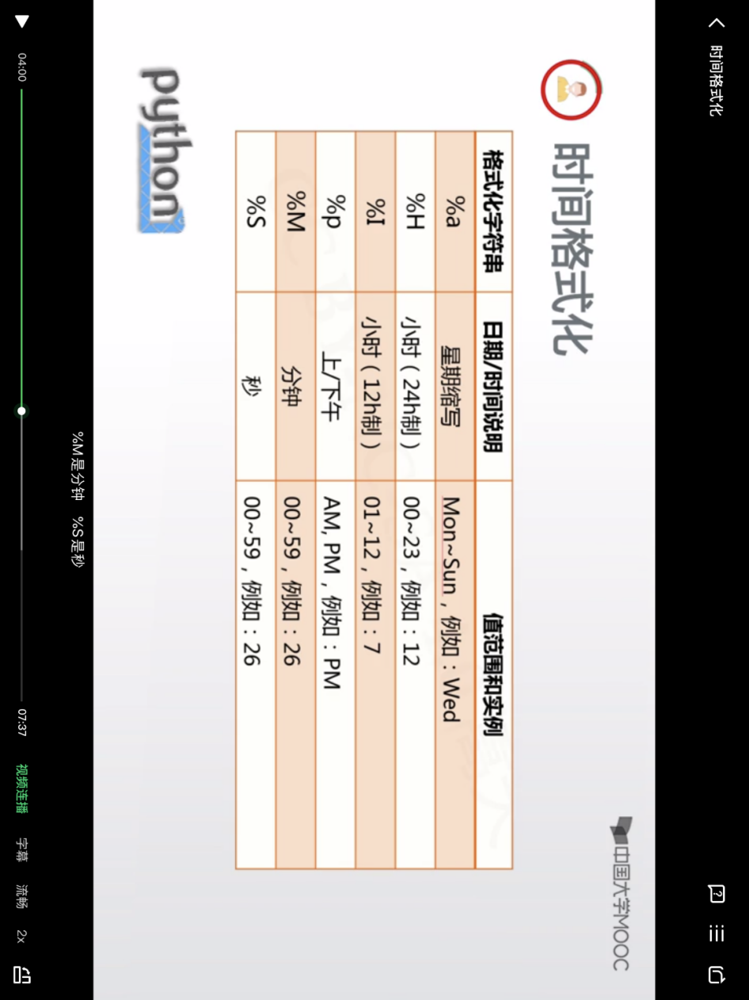 时间格式化
时间格式化
中国大学MOOC
格式化字符串 日期/时间说明 值范围和实例
%a 星期缩写 Mon~Sun，例如：Wed
%H 小时（24h制） 00~23，例如：12
%I 小时（12h制） 01~12，例如：7
%p 上/下午 AM, PM，例如：PM
%M 分钟 00~59，例如：26
%S 秒 00~59，例如：26
python
%M是分钟 %S是秒
04:00 07:37 视频连播 字幕 流畅 2x